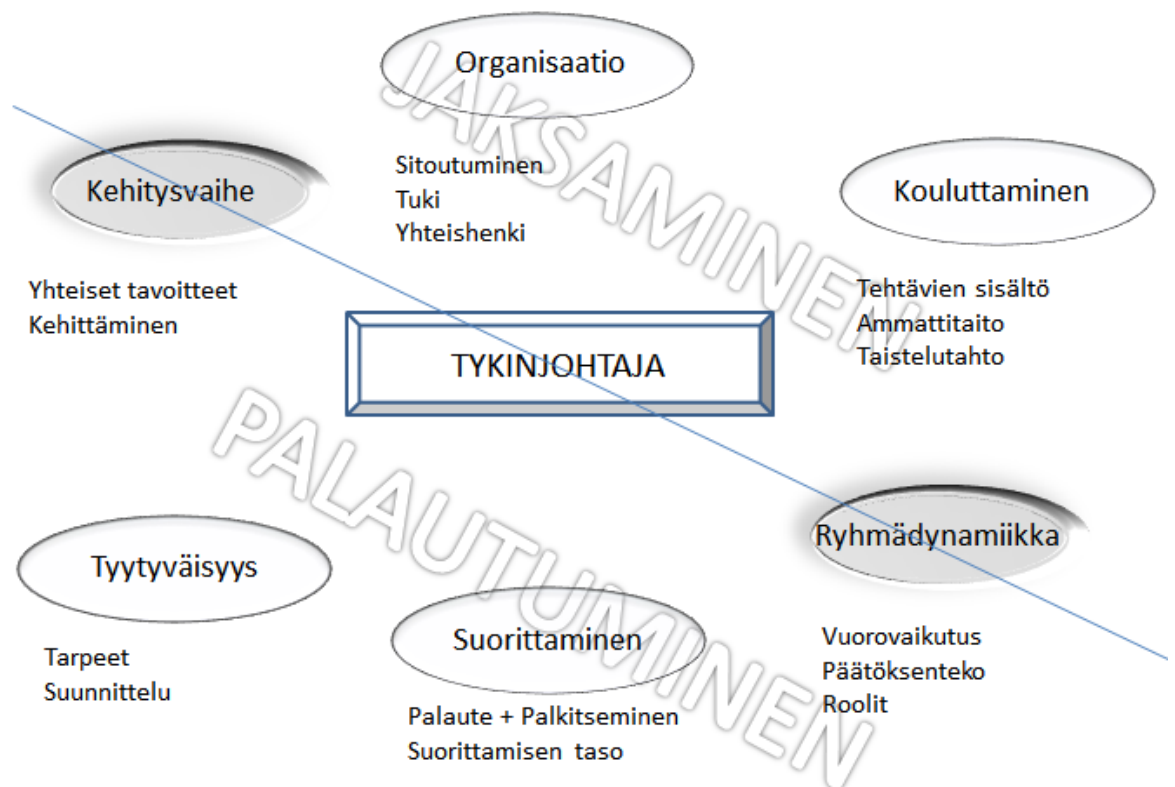 Organisaatio
JAKSAMINEN
Sitoutuminen
Tuki
Yhteishenki
Kehitysvaihe
Yhteiset tavoitteet
Kehittäminen
Kouluttaminen
Tehtävien sisältö
Ammattitaito
Taistelutahto
TYKINJOHTAJA
PALAUTUMINEN
Tyytyväisyys
Tarpeet
Suunnittelu
Suorittaminen
Palaute + Palkitseminen
Suorittamisen taso
Ryhmädynamiikka
Vuorovaikutus
Päätöksenteko
Roolit